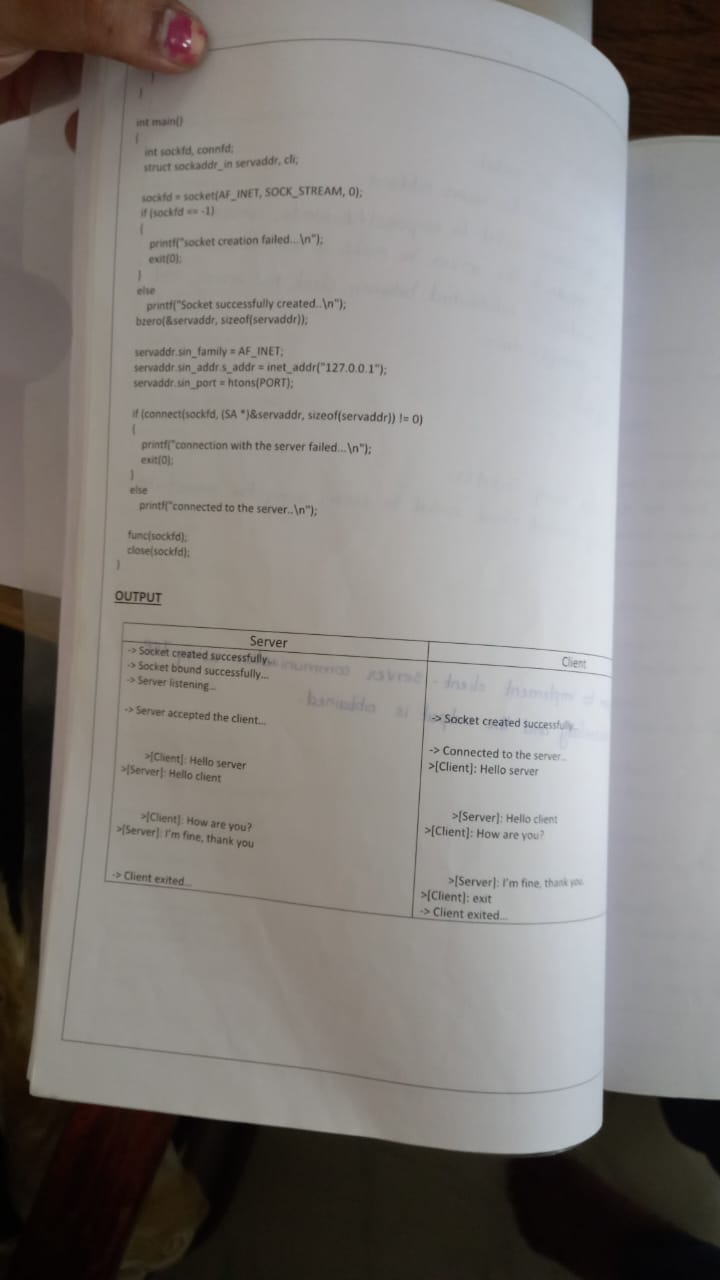 }
}
int main()
{
int sockfd, connfd;
struct sockaddr_in servaddr, cli;
sockfd = socket(AF_INET, SOCK_STREAM, 0);
if (sockfd == -1)
{
printf("socket creation failed...\n");
exit(0);
}
else
printf("Socket successfully created..\n");
bzero(&servaddr, sizeof(servaddr));
servaddr.sin_family = AF_INET;
servaddr.sin_addr.s_addr = inet_addr("127.0.0.1");
servaddr.sin_port = htons(PORT);
if (connect(sockfd, (SA *)&servaddr, sizeof(servaddr)) != 0)
{
printf("connection with the server failed...\n");
exit(0);
}
else
printf("connected to the server..\n");
func(sockfd);
close(sockfd);
}
OUTPUT
Server
-> Socket created successfully...
-> Socket bound successfully...
-> Server listening...
-> Server accepted the client...
>[Client]: Hello server
>[Server]: Hello client
>[Client]: How are you?
>[Server]: I'm fine, thank you
-> Client exited...
Client
-> Socket created successfully...
-> Connected to the server...
>[Client]: Hello server
>[Server]: Hello client
>[Client]: How are you?
>[Server]: I'm fine, thank you
>[Client]: exit
-> Client exited...